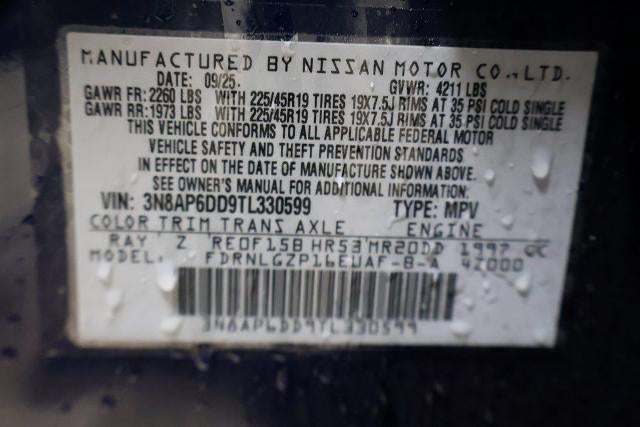 MANUFACTURED BY NISSAN MOTOR CO., LTD.
DATE: 09/25. GVWR: 4211 LBS
GAWR FR: 2260 LBS WITH 225/45R19 TIRES 19X7.5J RIMS AT 35 PSI COLD SINGLE
GAWR RR: 1973 LBS WITH 225/45R19 TIRES 19X7.5J RIMS AT 35 PSI COLD SINGLE
THIS VEHICLE CONFORMS TO ALL APPLICABLE FEDERAL MOTOR
VEHICLE SAFETY AND THEFT PREVENTION STANDARDS
IN EFFECT ON THE DATE OF MANUFACTURE SHOWN ABOVE.
SEE OWNER'S MANUAL FOR ADDITIONAL INFORMATION.
VIN: 3N8AP6DD9TL330599 TYPE: MPV
COLOR TRIM TRANS AXLE ENGINE
RAY Z RE0F15B HR53 MR20DD 1997 CC
MODEL: FDRNLGZP16EUAF-B-A 42000
3N8AP6DD9TL330599